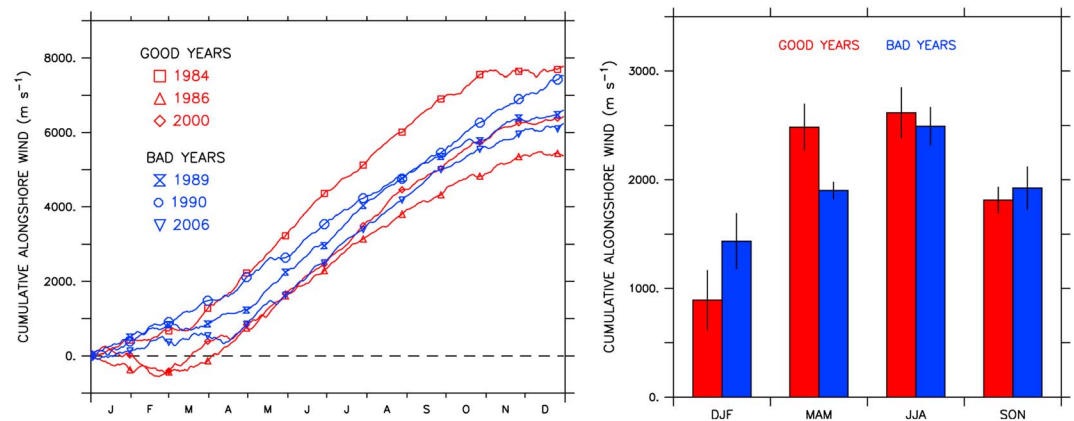 CUMULATIVE ALONGSHORE WIND (m s⁻¹)
8000.
6000.
4000.
2000.
0.
GOOD YEARS
1984
1986
2000
BAD YEARS
1989
1990
2006
J F M A M J J A S O N D
CUMULATIVE ALGONGSHORE WIND (m s⁻¹)
3000.
2000.
1000.
0.
GOOD YEARS BAD YEARS
DJF MAM JJA SON